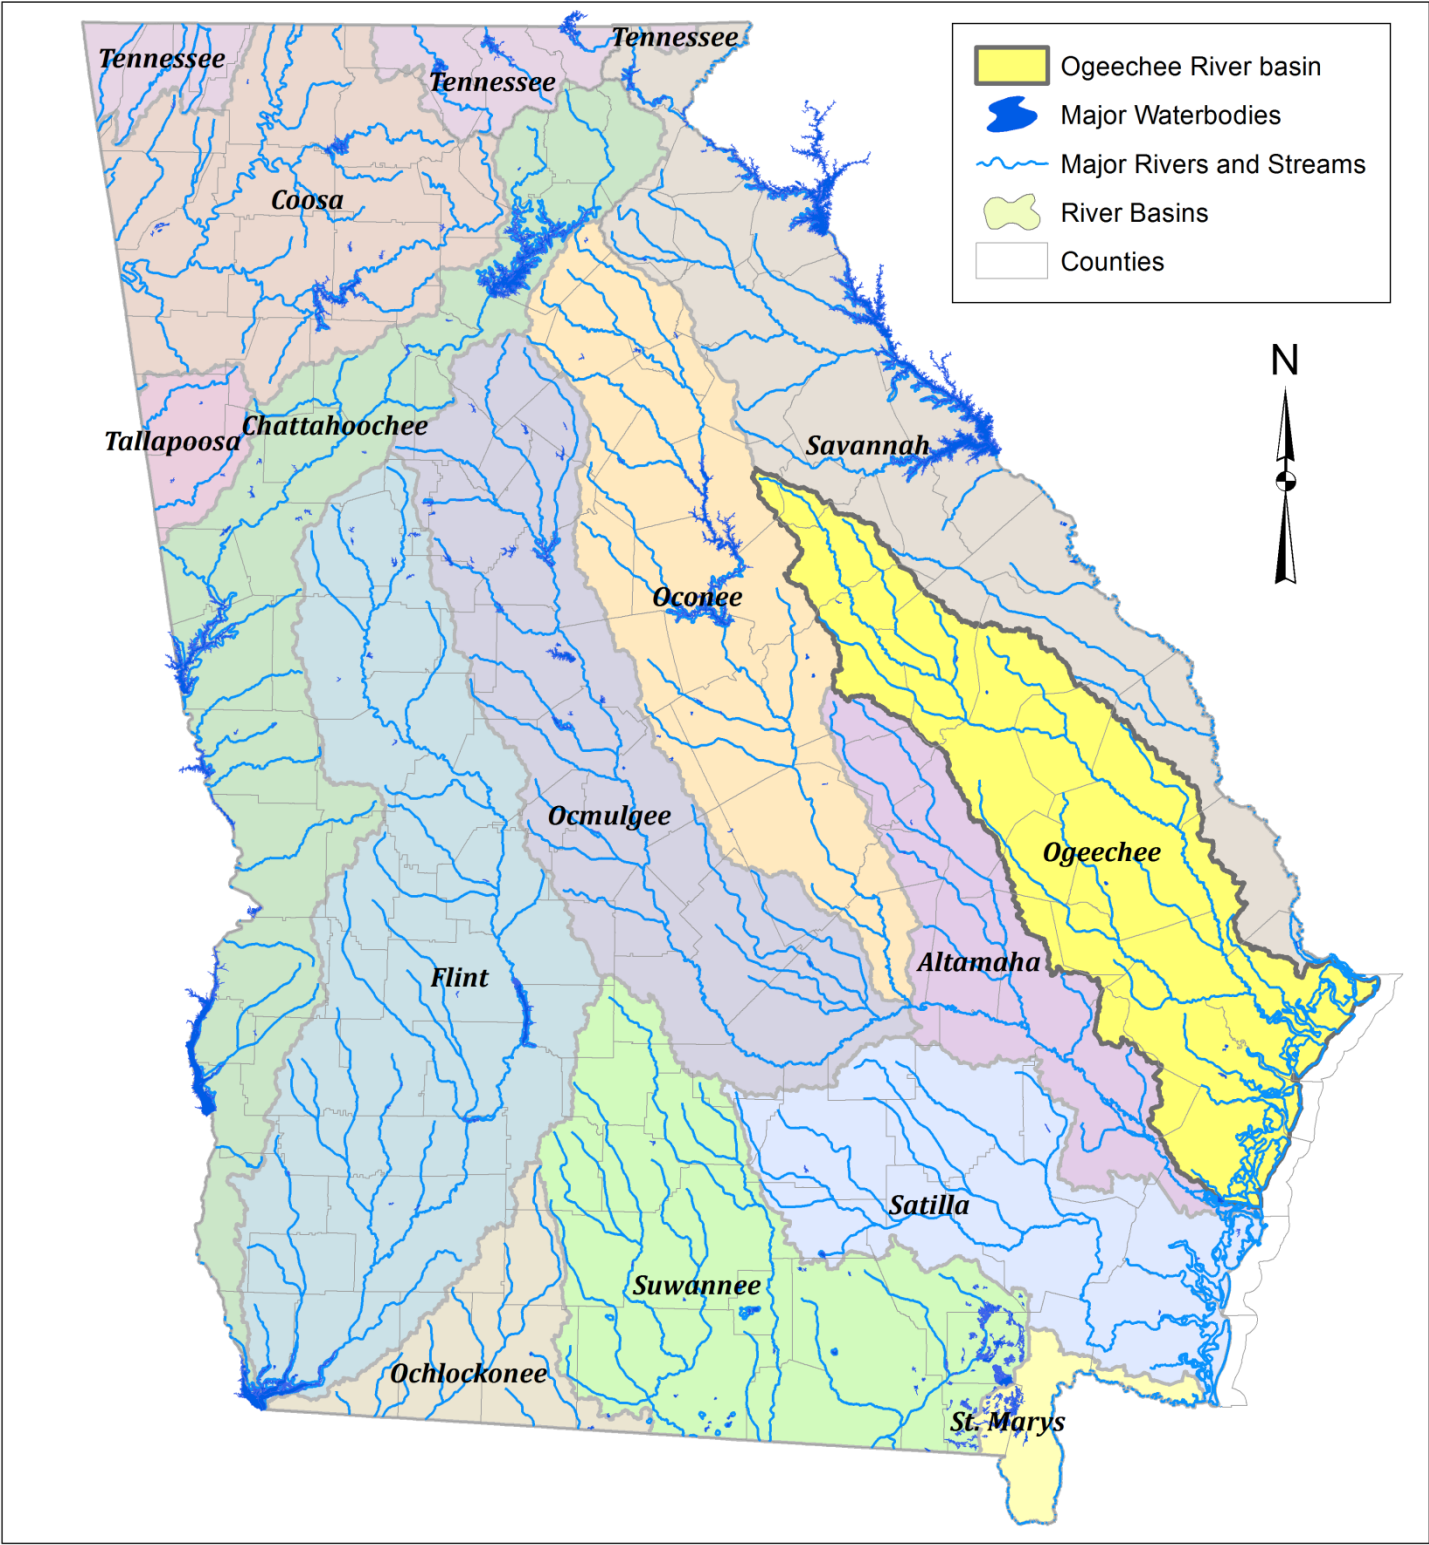 Tennessee
Tennessee
Tennessee
Ogeechee River basin
Major Waterbodies
Major Rivers and Streams
River Basins
Counties
Coosa
N
Tallapoosa
Chattahoochee
Savannah
Oconee
Ocmulgee
Ogeechee
Flint
Altamaha
Satilla
Suwannee
Ochlockonee
St. Marys